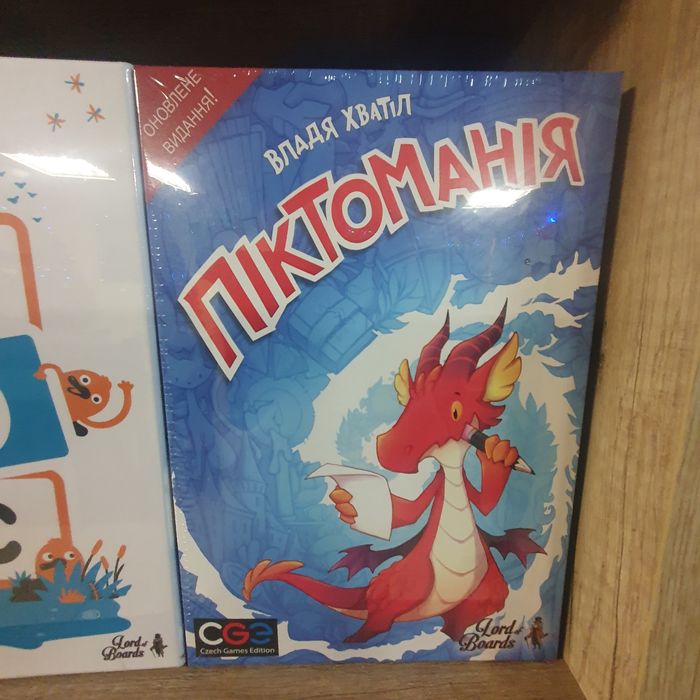 ОНОВЛЕНЕ
ВИДАННЯ!
ВЛАДЯ ХВАТІЛ
ПІКТОМАНІЯ
CGE
Czech Games Edition
Lord of
Boards
С
Lord of
Boards